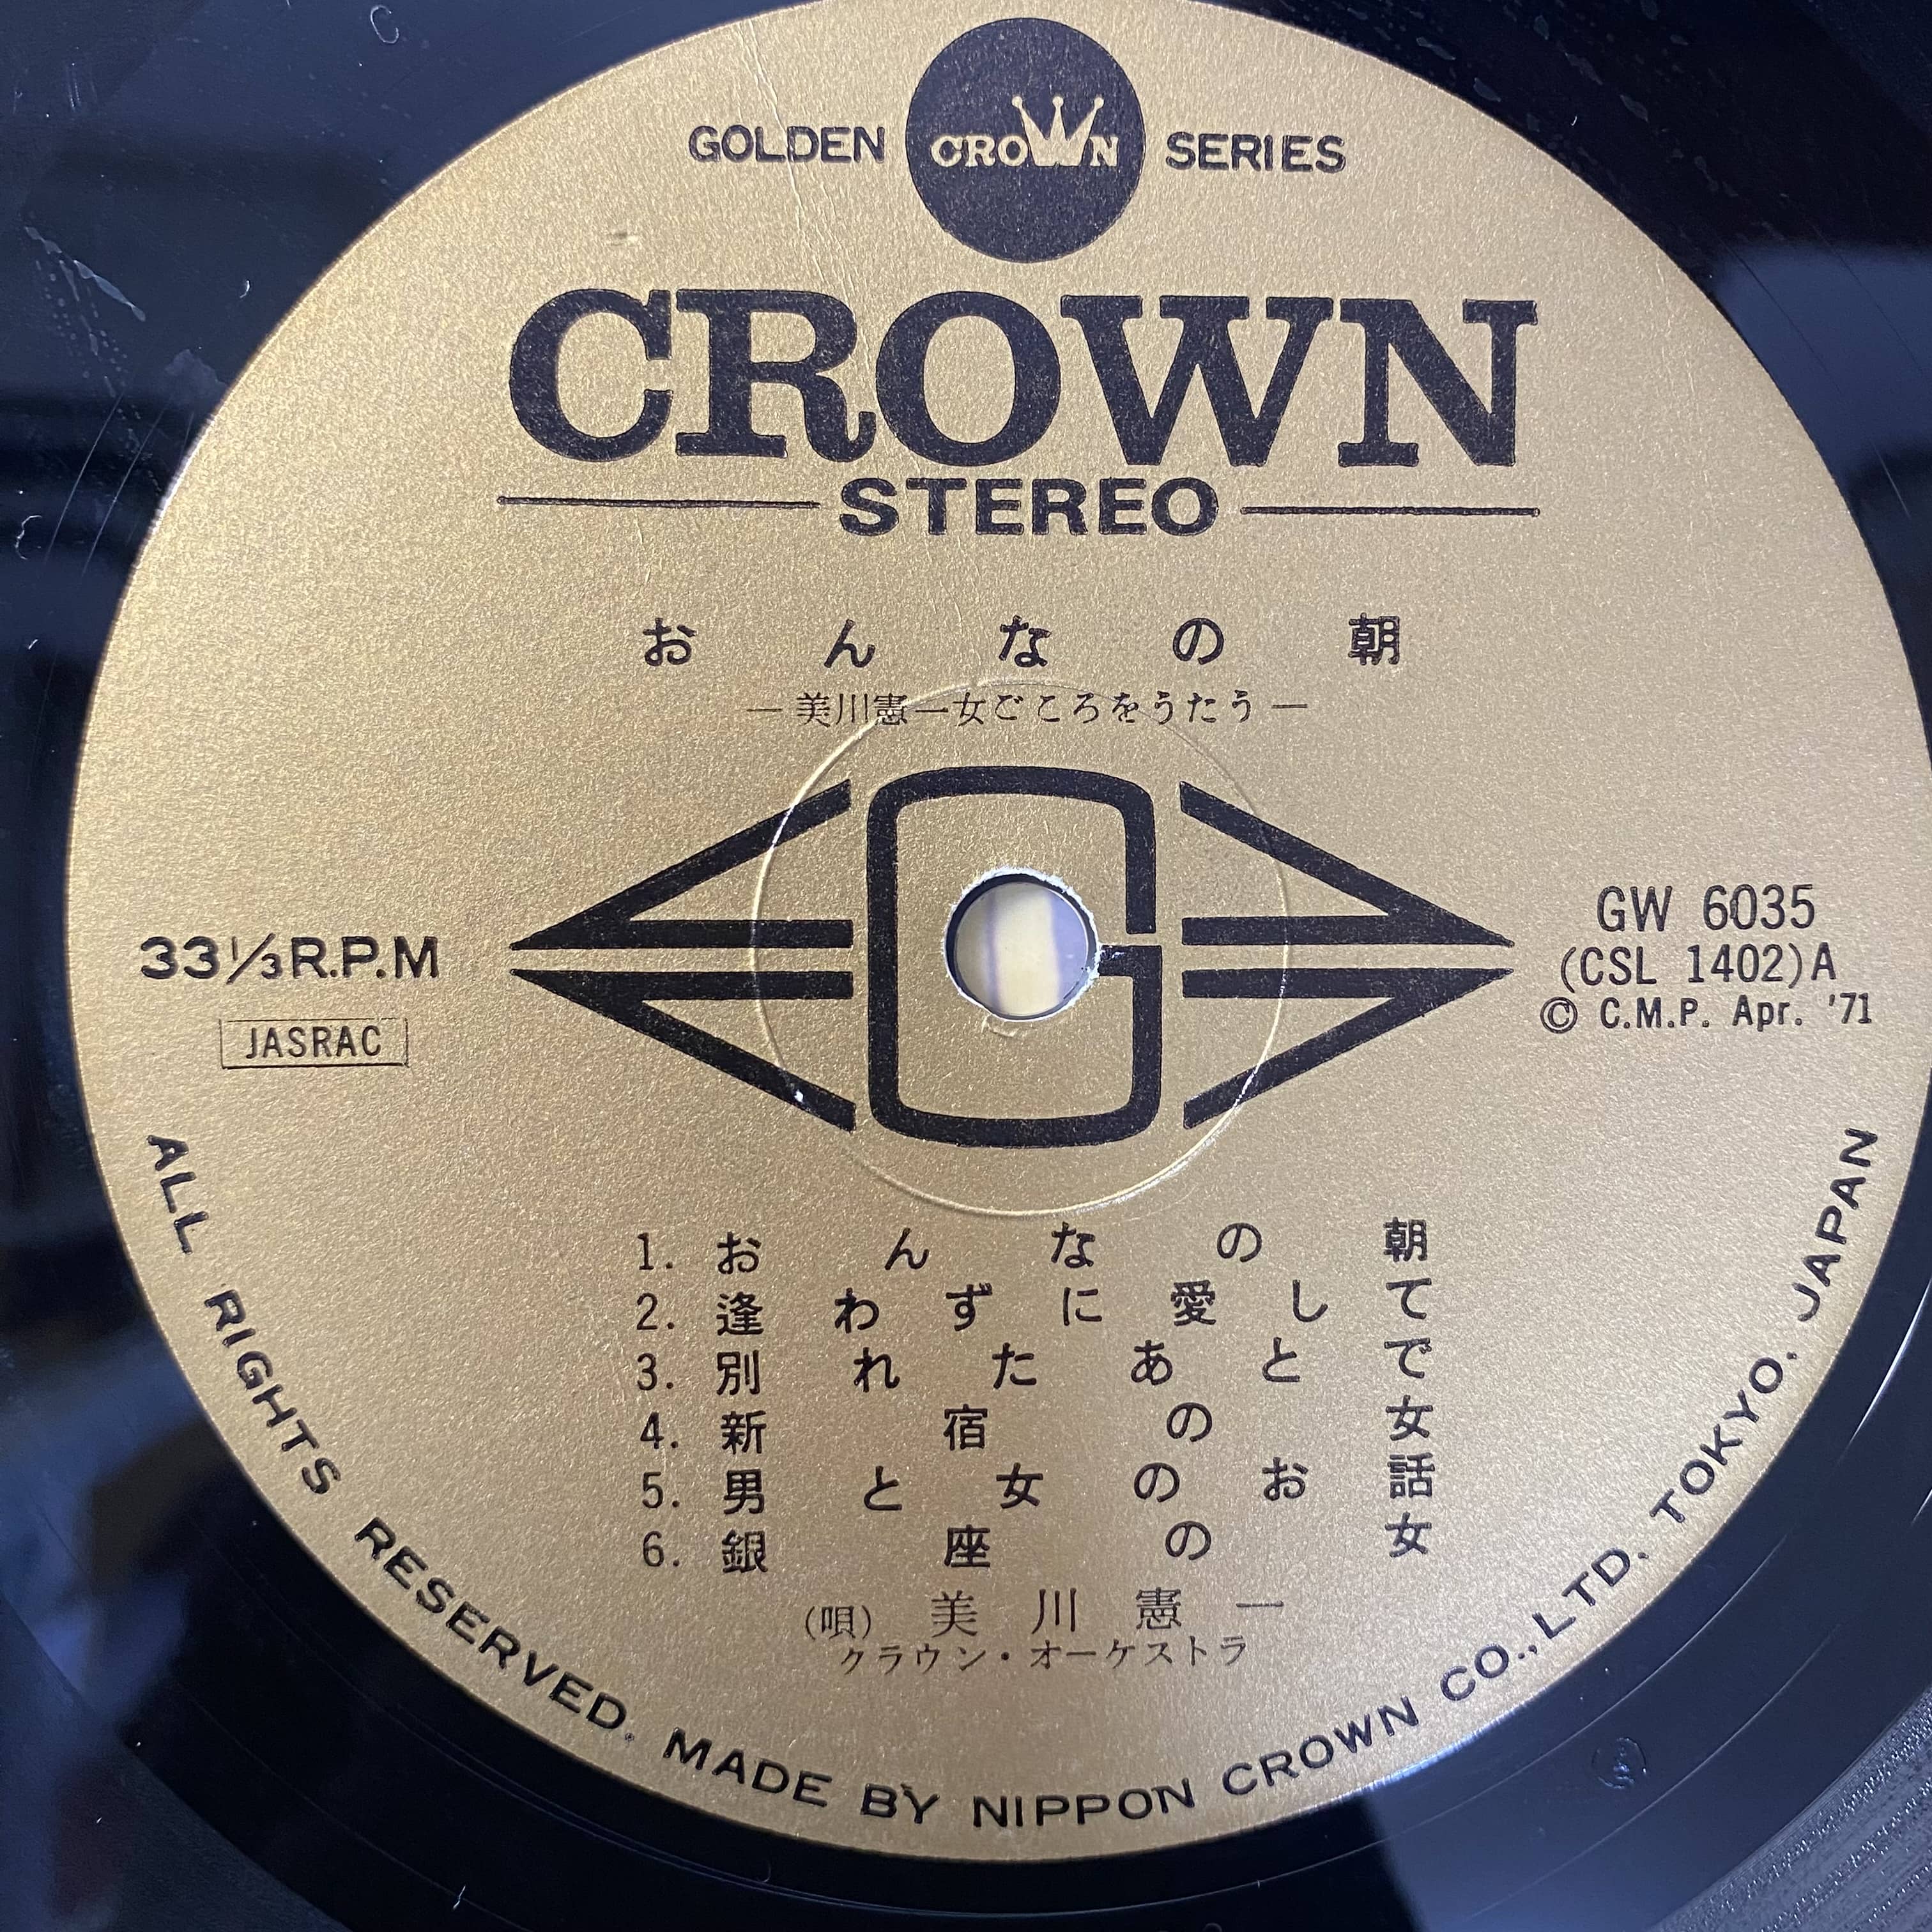 GOLDEN CROWN SERIES
CROWN
STEREO
おんなの朝
—美川憲一女ごころをうたう—
G
33⅓R.P.M
JASRAC
GW 6035
(CSL 1402)A
© C.M.P. Apr. '71
1. おんなの朝
2. 逢わずに愛して
3. 別れたあとで
4. 新宿の女
5. 男と女のお話
6. 銀座の女
(唄) 美川憲一
クラウン・オーケストラ
ALL RIGHTS RESERVED. MADE BY NIPPON CROWN CO.,LTD. TOKYO. JAPAN